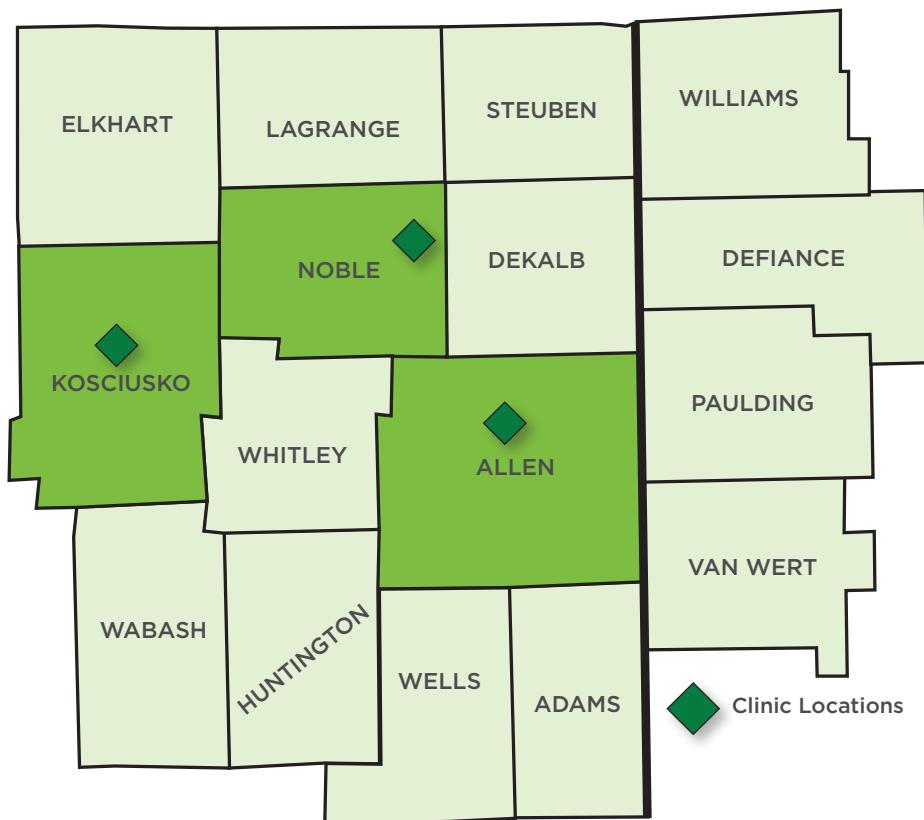 ELKHART
LAGRANGE
STEUBEN
WILLIAMS
NOBLE
DEKALB
DEFIANCE
KOSCIUSKO
WHITLEY
ALLEN
PAULDING
VAN WERT
WABASH
HUNTINGTON
WELLS
ADAMS
Clinic Locations